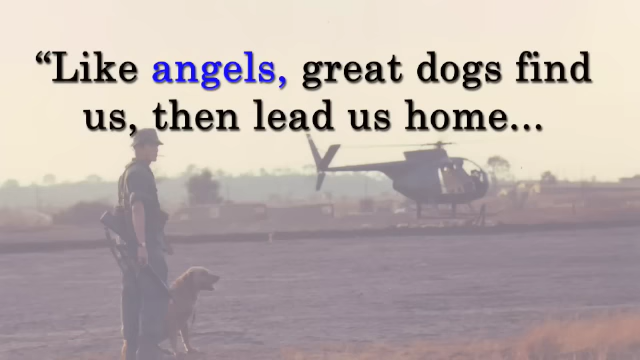 “Like angels, great dogs find
us, then lead us home...